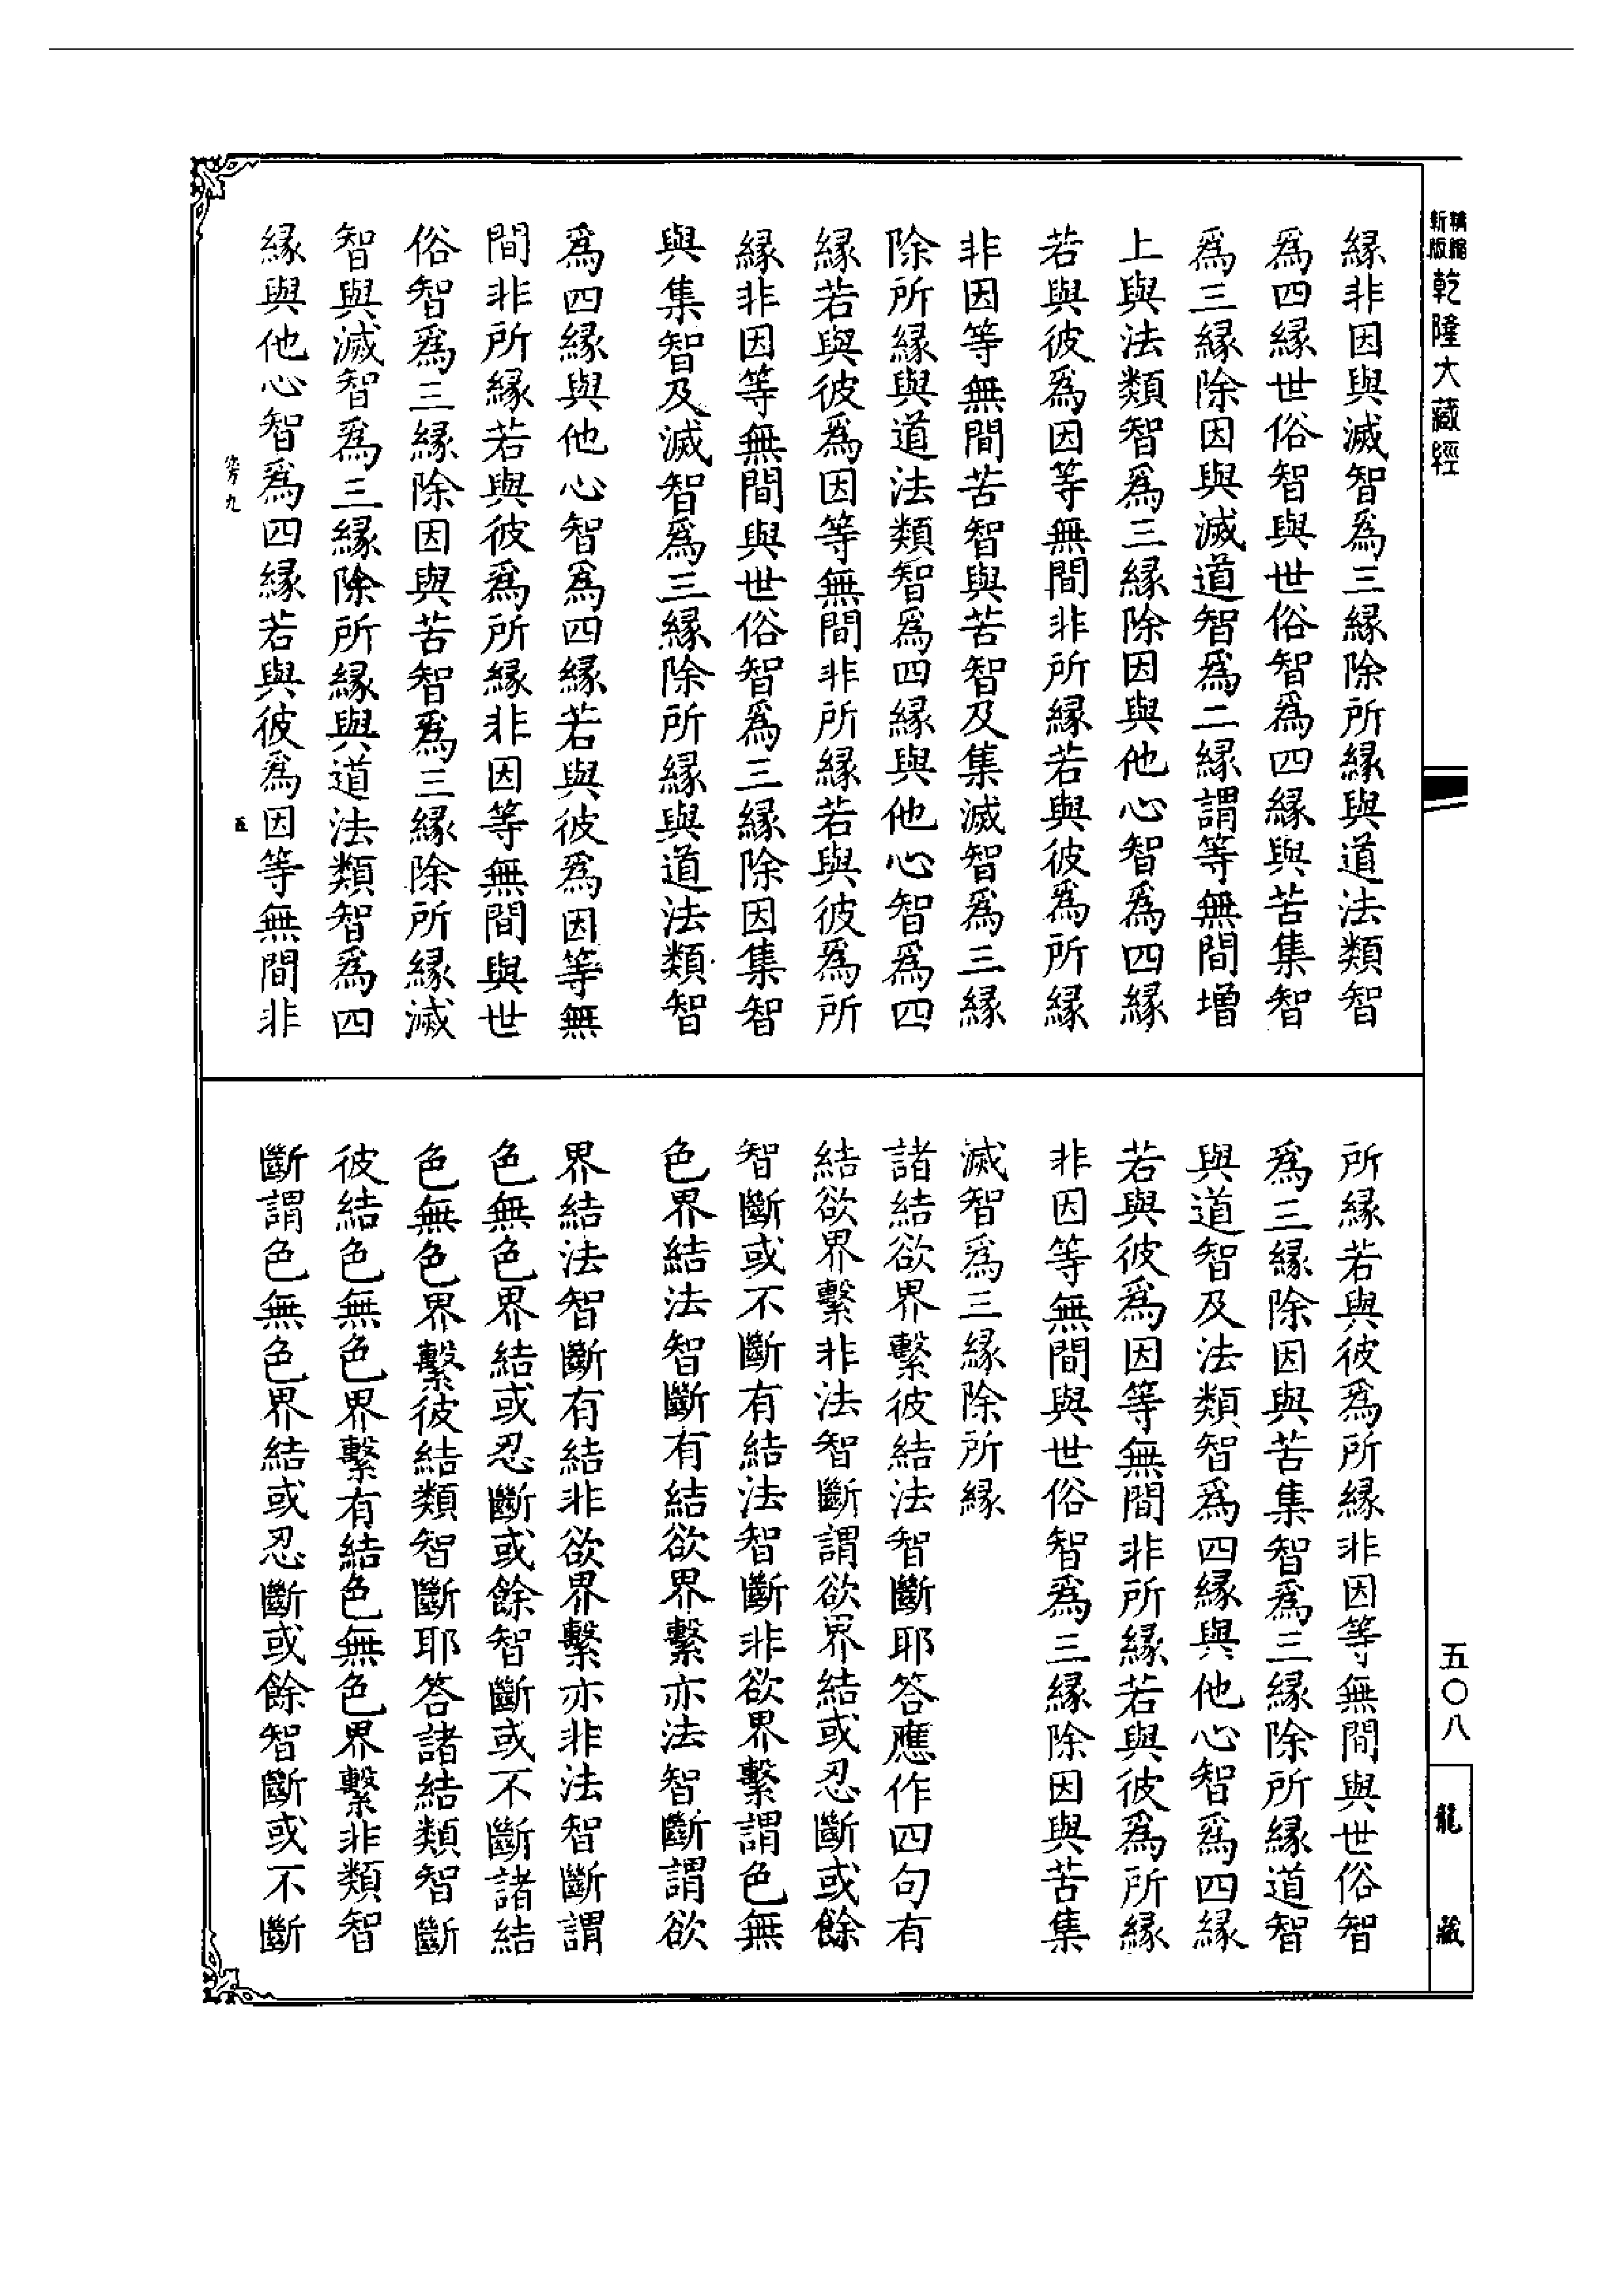 精縮
新版
乾隆大藏經
緣非因與滅智爲三緣除所緣與道法類智
爲四緣世俗智與世俗智爲四緣與苦集智
爲三緣除因與滅道智爲二緣謂等無間增
上與法類智爲三緣除因與他心智爲四緣
若與彼爲因等無間非所緣若與彼爲所緣
非因等無間苦智與苦智及集滅智爲三緣
除所緣與道法類智爲四緣與他心智爲四
緣若與彼爲因等無間非所緣若與彼爲所
緣非因等無間與世俗智爲三緣除因集智
與集智及滅智爲三緣除所緣與道法類智
爲四緣與他心智爲四緣若與彼爲因等無
間非所緣若與彼爲所緣非因等無間與世
俗智爲三緣除因與苦智爲三緣除所緣滅
智與滅智爲三緣除所緣與道法類智爲四
緣與他心智爲四緣若與彼爲因等無間非
五
所緣若與彼爲所緣非因等無間與世俗智
爲三緣除因與苦集智爲三緣除所緣道智
與道智及法類智爲四緣與他心智爲四緣
若與彼爲因等無間非所緣若與彼爲所緣
非因等無間與世俗智爲三緣除因與苦集
滅智爲三緣除所緣
諸結欲界繫彼結法智斷耶答應作四句有
結欲界繫非法智斷謂欲界結或忍斷或餘
智斷或不斷有結法智斷非欲界繫謂色無
色界結法智斷有結欲界繫亦法智斷謂欲
界結法智斷有結非欲界繫亦非法智斷謂
色無色界結或忍斷或餘智斷或不斷諸結
色無色界繫彼結類智斷耶答諸結類智斷
彼結色無色界繫有結色無色界繫非類智
斷謂色無色界結或忍斷或餘智斷或不斷
五〇八
龍藏